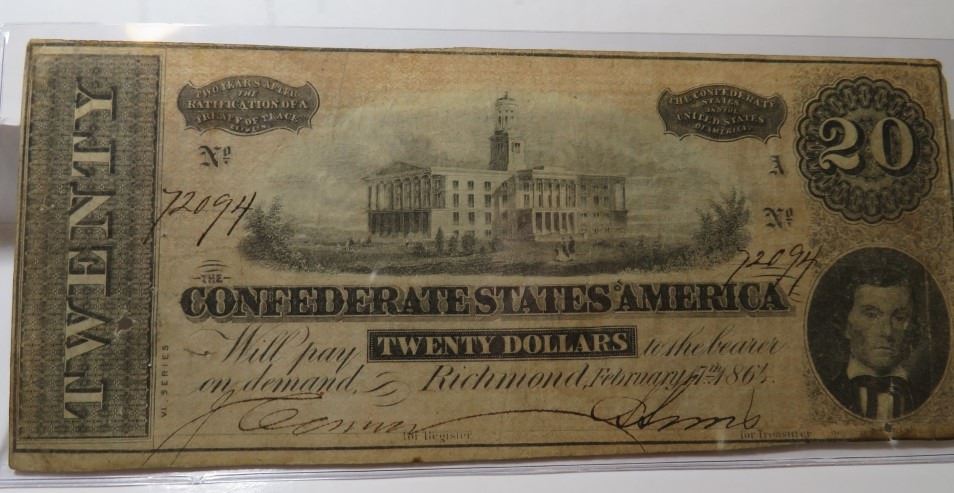 TWENTY
TWO YEARS AFTER
THE
RATIFICATION OF A
TREATY OF PEACE
BETWEEN
THE CONFEDERATE
STATES
AND THE
UNITED STATES
OF AMERICA
20
No
72094
A
No
72094
THE
CONFEDERATE STATES OF AMERICA
Will pay TWENTY DOLLARS to the bearer
on demand, Richmond, February 17th 1864.
VI. SERIES
for Register
for Treasurer